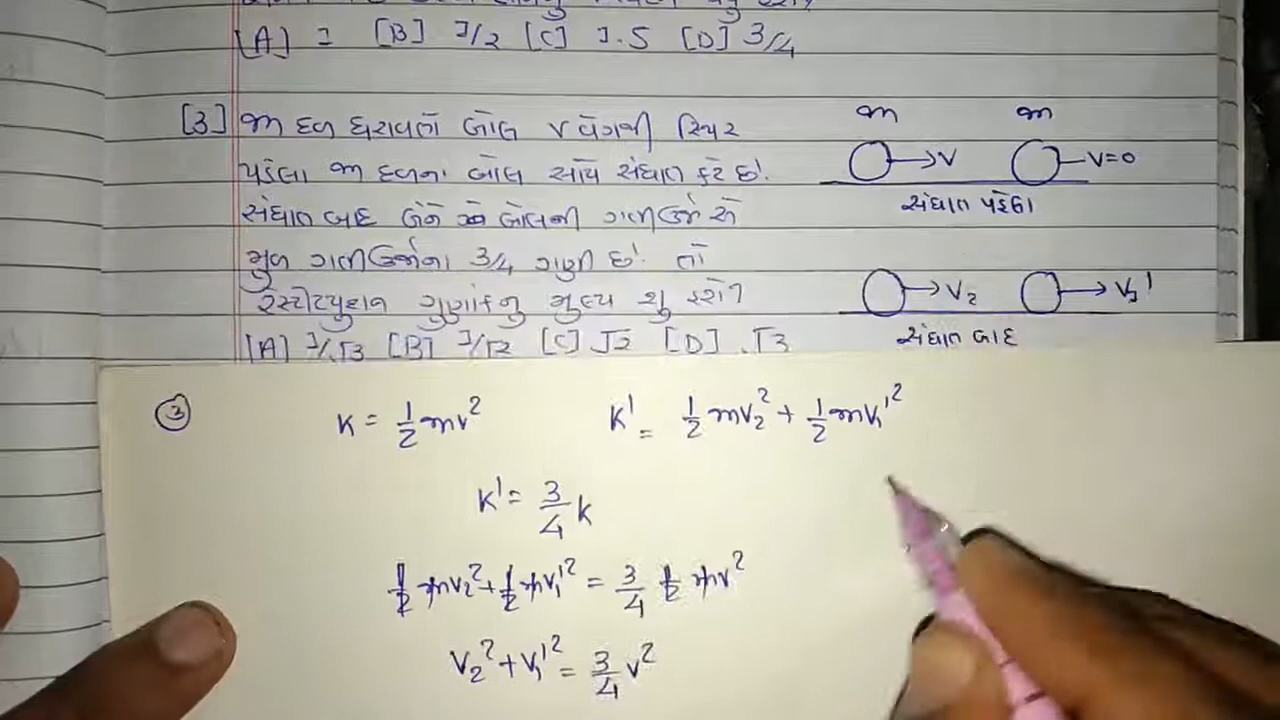 [A] 1 [B] 1/2 [C] 1.5 [D] 3/4
[3] m દળ ધરાવતો બોલ v વેગથી સ્થિર
પડેલા m દળના બોલ સાથે સંઘાત કરે છે.
સંઘાત બાદ બંને બોલની ગતીઉર્જા એ
મુળ ગતીઉર્જાના 3/4 ગણી છે. તો
રેસ્ટીટ્યુશન ગુણાંકનુ મુલ્ય શુ હશે?
[A] 1/√3 [B] 1/√2 [C] √2 [D] √3
m m
v v=0
સંઘાત પહેલા
v₂ v₁'
સંઘાત બાદ
③ K = 1/2 mv² K' = 1/2 mv₂² + 1/2 mv₁'²
K' = 3/4 K
1/2 mv₂² + 1/2 mv₁'² = 3/4 1/2 mv²
v₂² + v₁'² = 3/4 v²